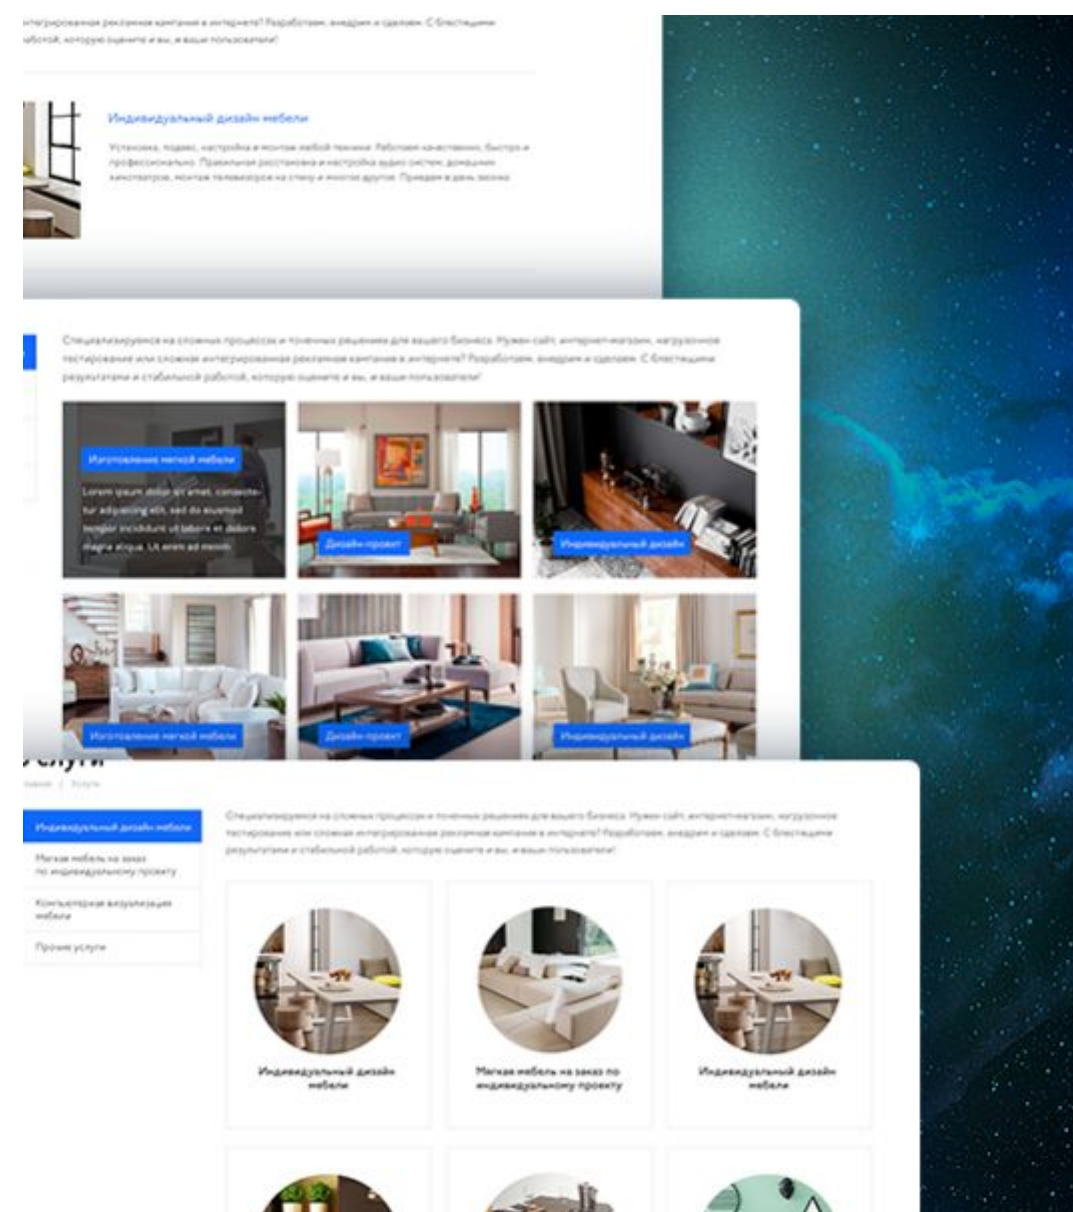 интегрированная рекламная кампания в интернете? Разработаем, внедрим и сделаем. С блестящими
работой, которую оцените и вы, и ваши пользователи!
Индивидуальный дизайн мебели
Установка, подвес, настройка и монтаж любой техники. Работаем качественно, быстро и
профессионально. Правильная расстановка и настройка аудио систем, домашних
кинотеатров, монтаж телевизоров на стену и многое другое. Приедем в день звонка.
Специализируемся на сложных процессах и точечных решениях для вашего бизнеса. Нужен сайт, интернет-магазин, нагрузочное
тестирование или сложная интегрированная рекламная кампания в интернете? Разработаем, внедрим и сделаем. С блестящими
результатами и стабильной работой, которую оцените и вы, и ваши пользователи!
Изготовление мягкой мебели
Lorem ipsum dolor sit amet, consecte-
tur adipiscing elit, sed do eiusmod
tempor incididunt ut labore et dolore
magna aliqua. Ut enim ad minim
Дизайн-проект
Индивидуальный дизайн
Изготовление мягкой мебели
Дизайн-проект
Индивидуальный дизайн
Услуги
Главная / Услуги
Индивидуальный дизайн мебели
Мягкая мебель на заказ
по индивидуальному проекту
Компьютерная визуализация
мебели
Прочие услуги
Специализируемся на сложных процессах и точечных решениях для вашего бизнеса. Нужен сайт, интернет-магазин, нагрузочное
тестирование или сложная интегрированная рекламная кампания в интернете? Разработаем, внедрим и сделаем. С блестящими
результатами и стабильной работой, которую оцените и вы, и ваши пользователи!
Индивидуальный дизайн
мебели
Мягкая мебель на заказ по
индивидуальному проекту
Индивидуальный дизайн
мебели